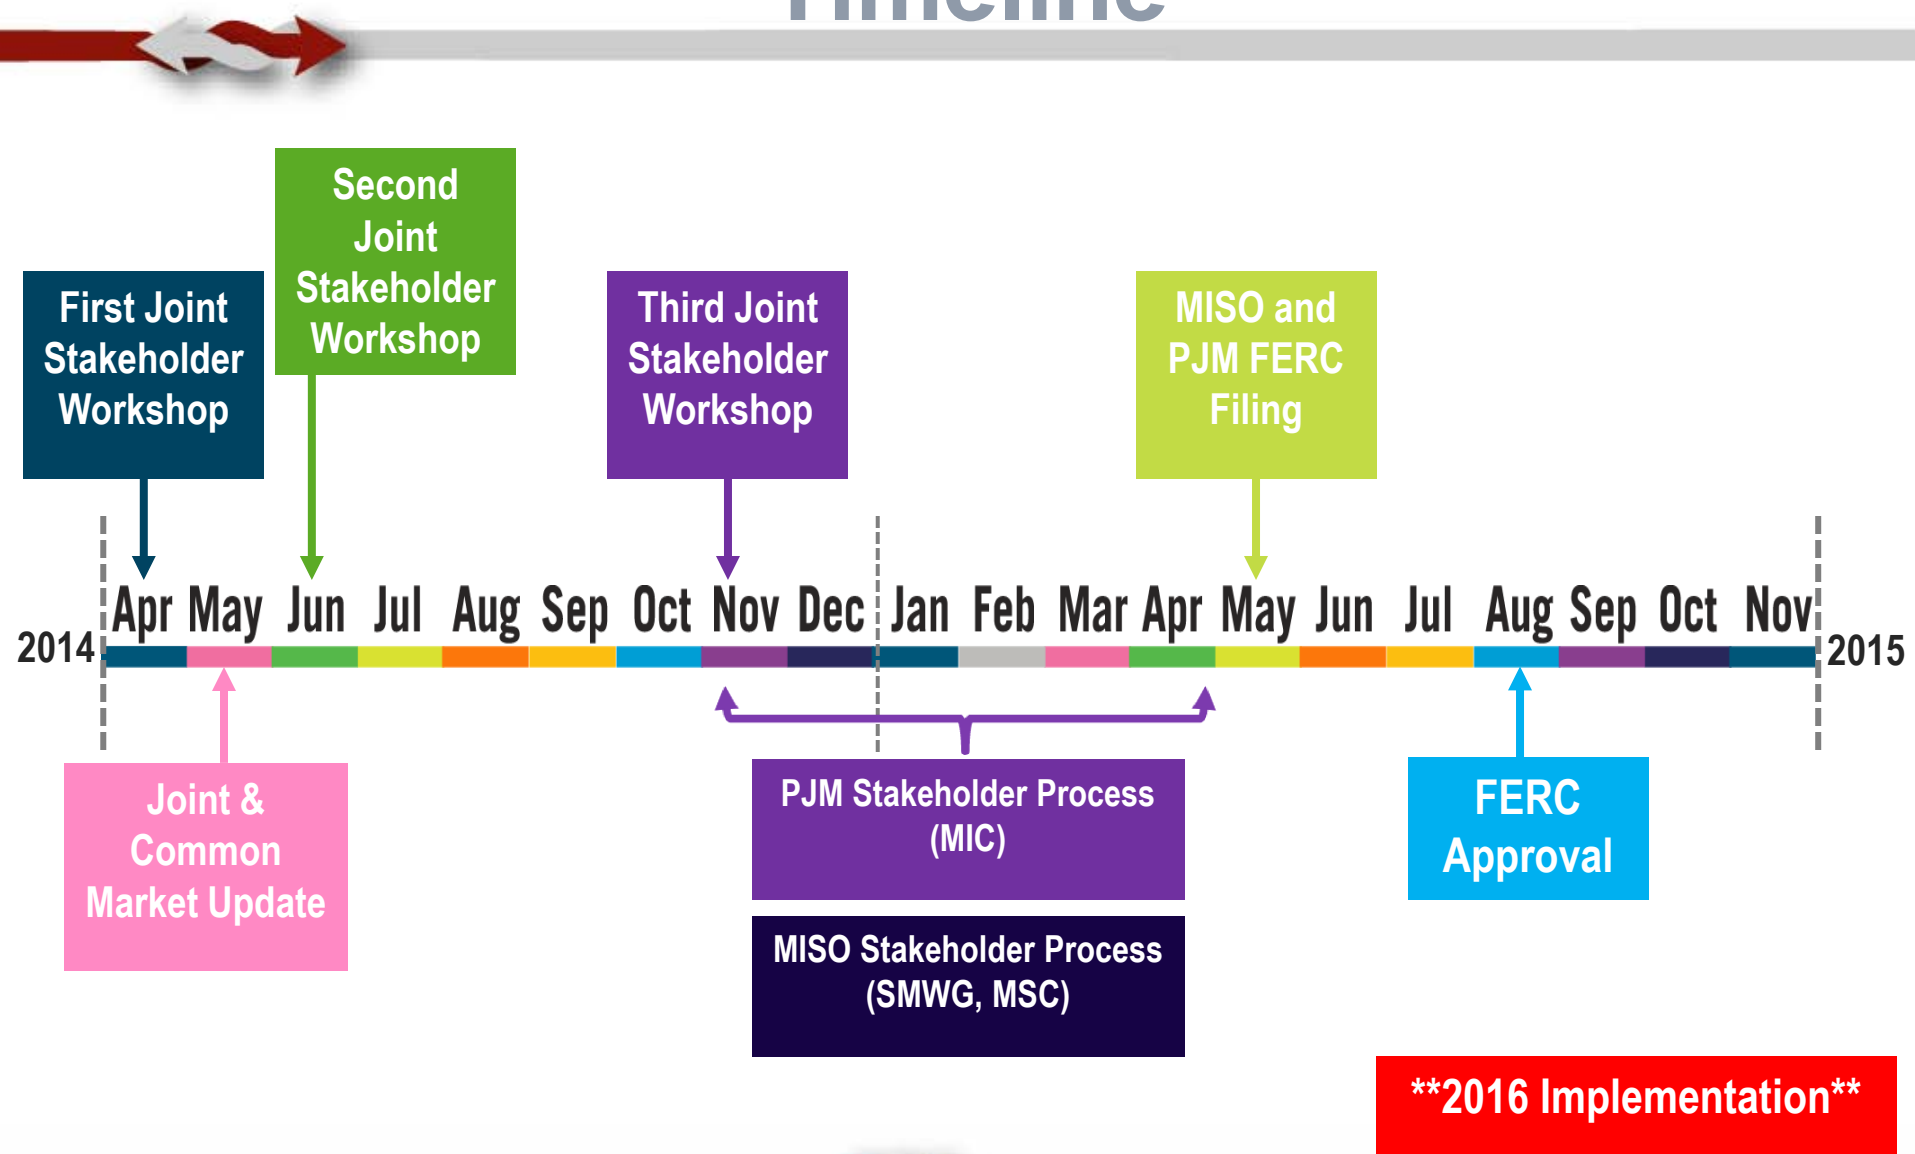 Timeline
Second
Joint
Stakeholder
Workshop
First Joint
Stakeholder
Workshop
Third Joint
Stakeholder
Workshop
MISO and
PJM FERC
Filing
2014 Apr May Jun Jul Aug Sep Oct Nov Dec Jan Feb Mar Apr May Jun Jul Aug Sep Oct Nov 2015
Joint &
Common
Market Update
PJM Stakeholder Process
(MIC)
FERC
Approval
MISO Stakeholder Process
(SMWG, MSC)
**2016 Implementation**